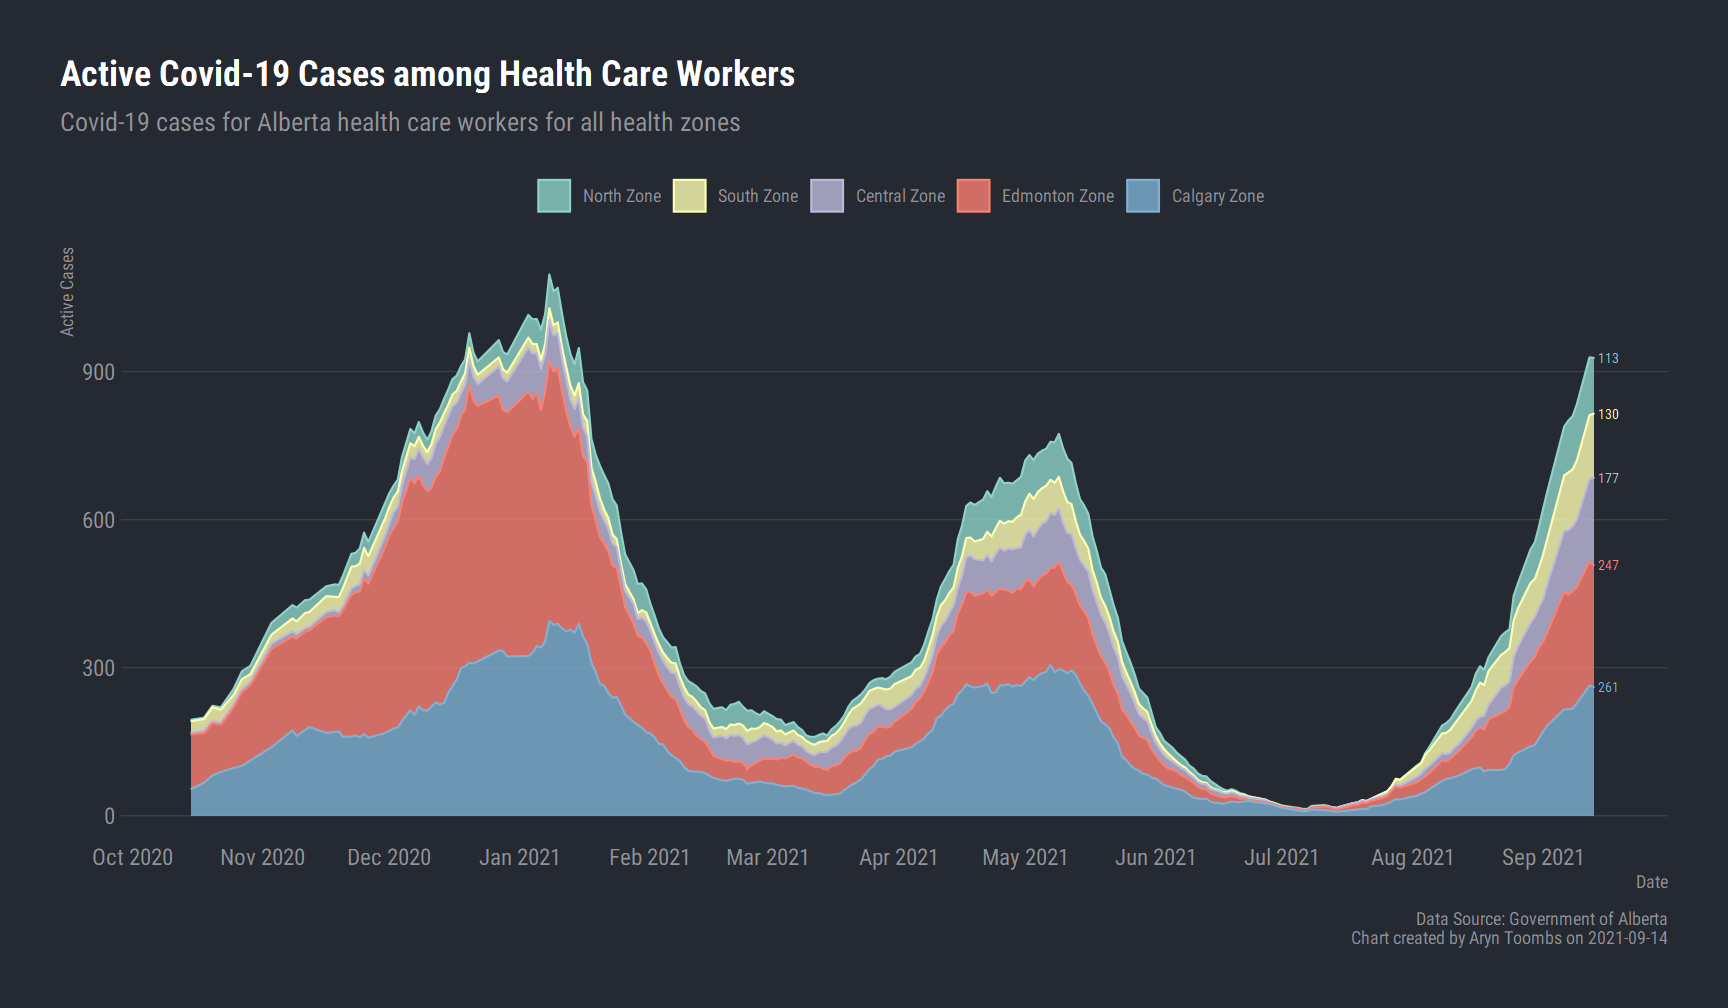 Active Covid-19 Cases among Health Care Workers
Covid-19 cases for Alberta health care workers for all health zones
North Zone South Zone Central Zone Edmonton Zone Calgary Zone
Active Cases
900
600
300
0
113
130
177
247
261
Oct 2020 Nov 2020 Dec 2020 Jan 2021 Feb 2021 Mar 2021 Apr 2021 May 2021 Jun 2021 Jul 2021 Aug 2021 Sep 2021
Date
Data Source: Government of Alberta
Chart created by Aryn Toombs on 2021-09-14